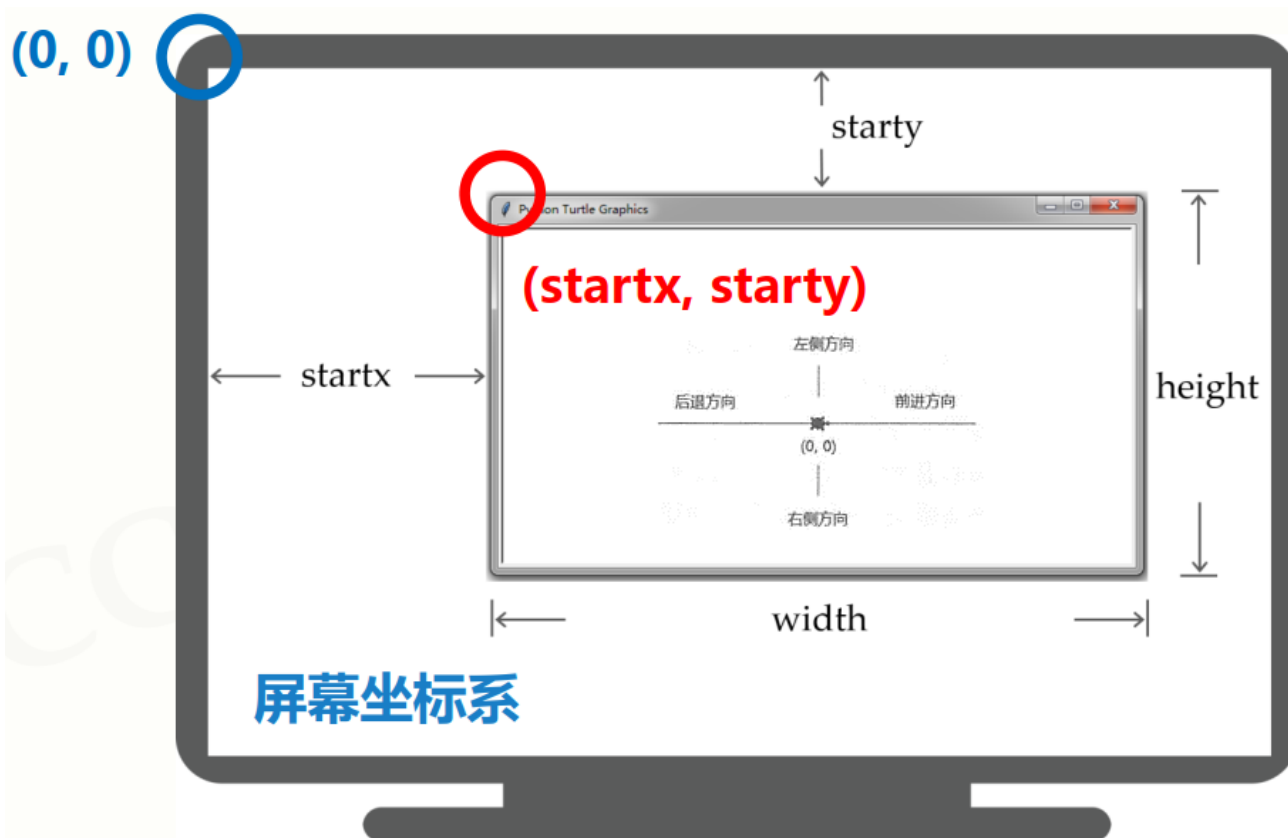 (0, 0)
starty
Python Turtle Graphics
(startx, starty)
左侧方向
startx
后退方向
前进方向
height
(0, 0)
右侧方向
width
屏幕坐标系